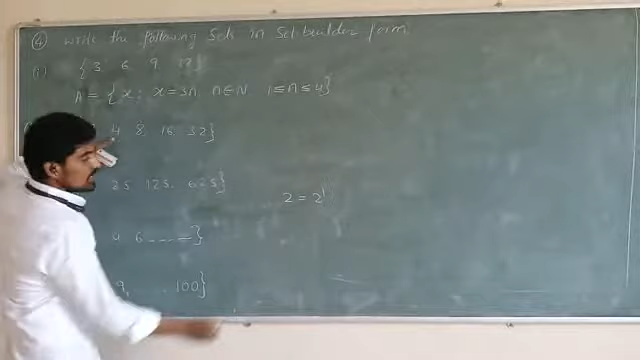 ④ Write the following Sets in Set builder form
(i) { 3, 6, 9, 12 }
A = { x : x = 3n, n ∈ N 1 ≤ n ≤ 4 }
4 8, 16, 32 }
25 125, 625 }
2 = 2¹
4 6 ...... }
9, . 100 }